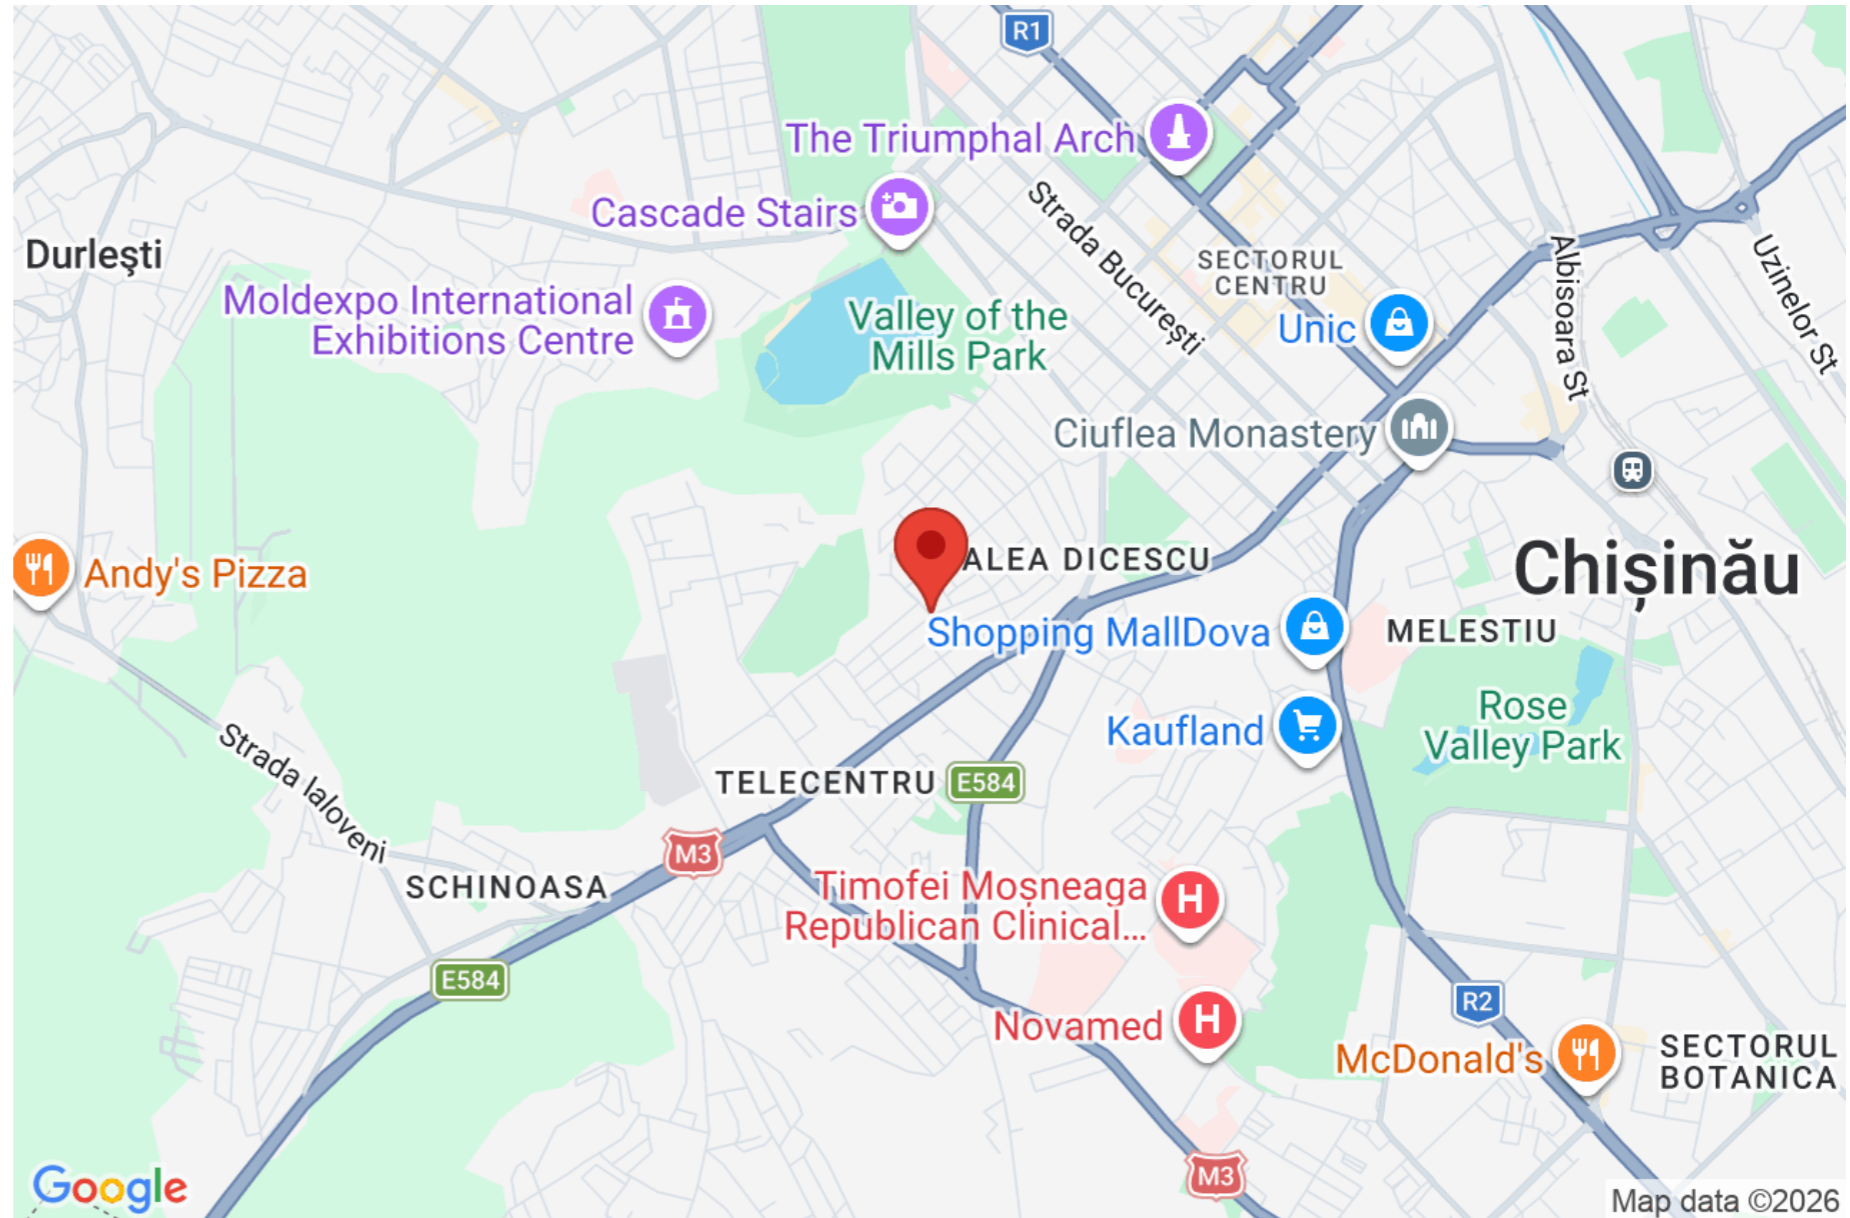 R1
The Triumphal Arch
Cascade Stairs
Strada București
Durleşti
SECTORUL
CENTRU
Albisoara St
Uzinelor St
Moldexpo International
Exhibitions Centre
Valley of the
Mills Park
Unic
Ciuflea Monastery
Andy's Pizza
ALEA DICESCU
Chișinău
Shopping MallDova
MELESTIU
Rose
Valley Park
Kaufland
Strada Ialoveni
TELECENTRU
E584
M3
SCHINOASA
Timofei Moșneaga
Republican Clinical...
E584
R2
Novamed
McDonald's
SECTORUL
BOTANICA
M3
Google
Map data ©2026